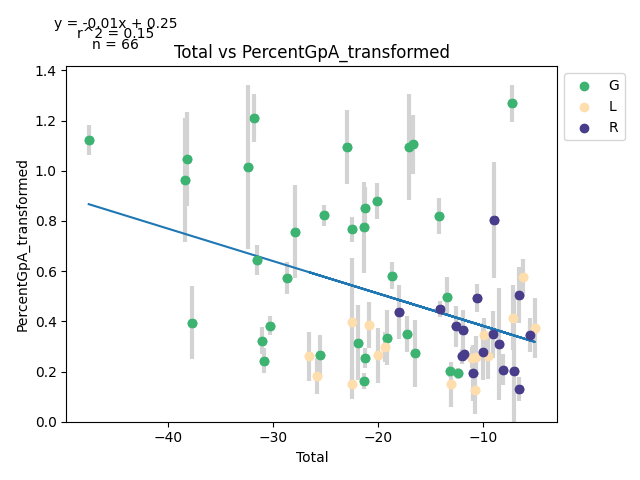 y = -0.01x + 0.25
r^2 = 0.15
n = 66
Total vs PercentGpA_transformed
1.4
1.2
1.0
0.8
0.6
0.4
0.2
0.0
PercentGpA_transformed
−40
−30
−20
−10
Total
G
L
R